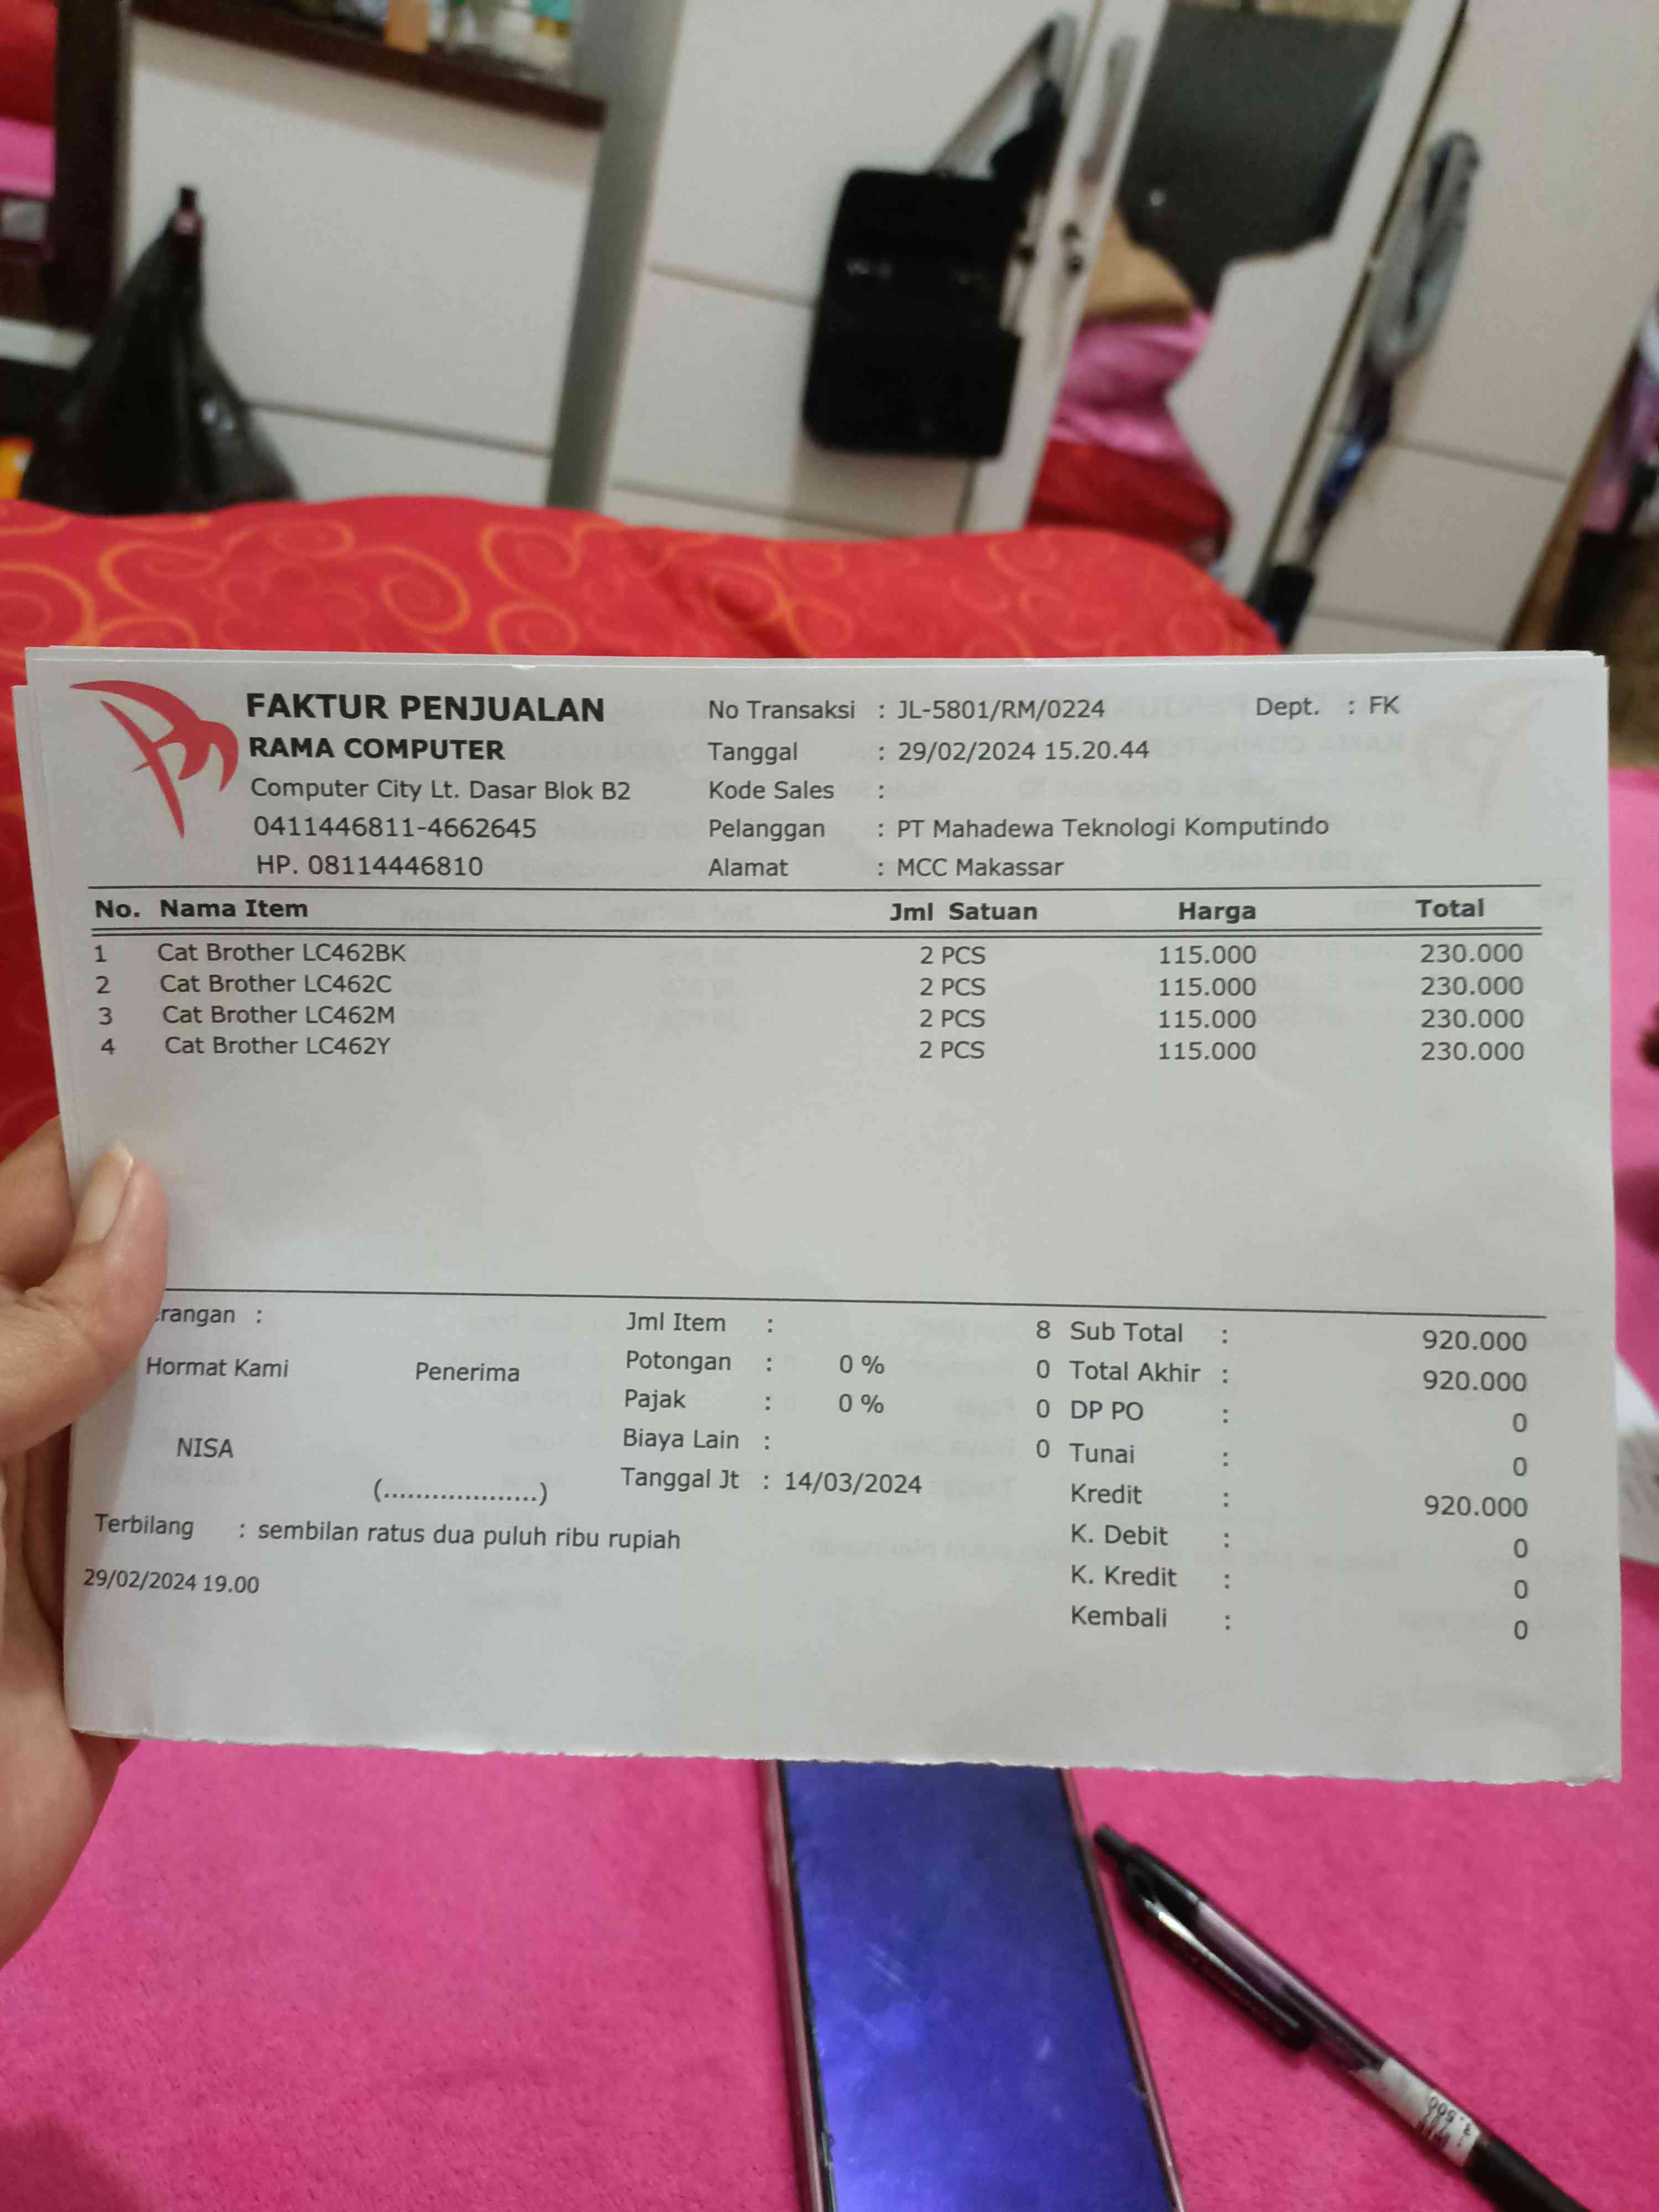 FAKTUR PENJUALAN
RAMA COMPUTER
Computer City Lt. Dasar Blok B2
0411446811-4662645
HP. 08114446810
No Transaksi : JL-5801/RM/0224 Dept. : FK
Tanggal : 29/02/2024 15.20.44
Kode Sales :
Pelanggan : PT Mahadewa Teknologi Komputindo
Alamat : MCC Makassar
No. Nama Item Jml Satuan Harga Total
1 Cat Brother LC462BK 2 PCS 115.000 230.000
2 Cat Brother LC462C 2 PCS 115.000 230.000
3 Cat Brother LC462M 2 PCS 115.000 230.000
4 Cat Brother LC462Y 2 PCS 115.000 230.000
rangan :
Hormat Kami Penerima
NISA
(...................)
Jml Item : 8
Potongan : 0 % 0
Pajak : 0 % 0
Biaya Lain : 0
Tanggal Jt : 14/03/2024
Sub Total : 920.000
Total Akhir : 920.000
DP PO : 0
Tunai : 0
Kredit : 920.000
K. Debit : 0
K. Kredit : 0
Kembali : 0
Terbilang : sembilan ratus dua puluh ribu rupiah
29/02/2024 19.00